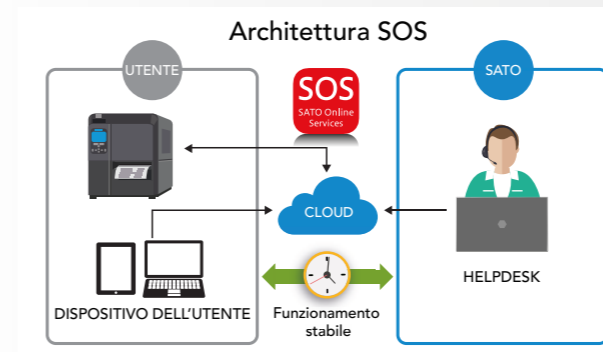 Architettura SOS
UTENTE
SATO
SOS
SATO Online
Services
CLOUD
HELPDESK
DISPOSITIVO DELL'UTENTE
Funzionamento
stabile